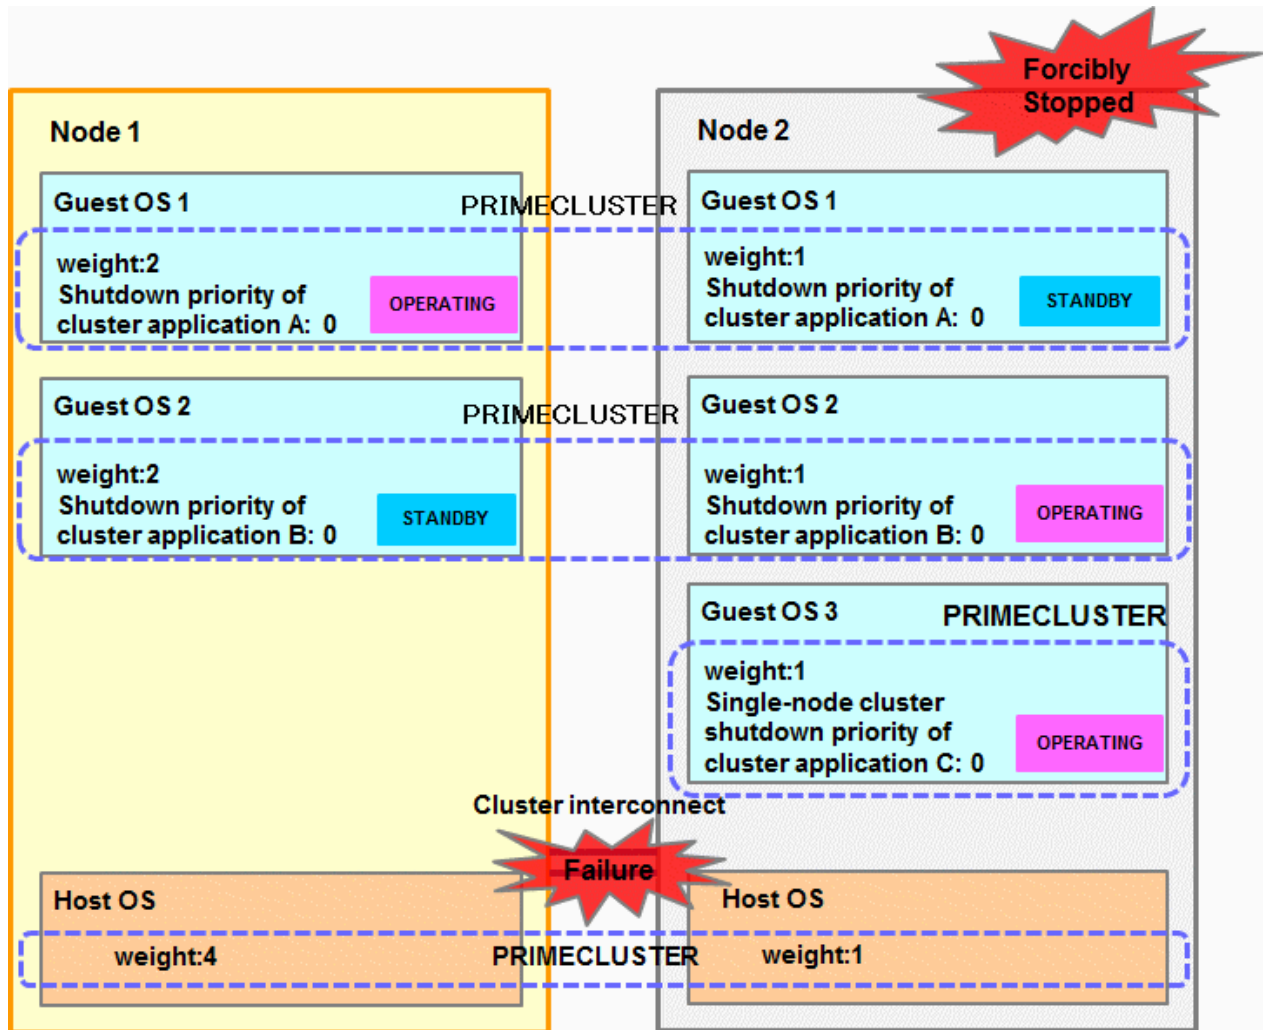 Forcibly
Stopped
Node 1
Node 2
Guest OS 1
PRIMECLUSTER
Guest OS 1
weight:2
Shutdown priority of
cluster application A: 0
OPERATING
weight:1
Shutdown priority of
cluster application A: 0
STANDBY
Guest OS 2
PRIMECLUSTER
Guest OS 2
weight:2
Shutdown priority of
cluster application B: 0
STANDBY
weight:1
Shutdown priority of
cluster application B: 0
OPERATING
Guest OS 3
PRIMECLUSTER
weight:1
Single-node cluster
shutdown priority of
cluster application C: 0
OPERATING
Cluster interconnect
Failure
Host OS
Host OS
weight:4
PRIMECLUSTER
weight:1